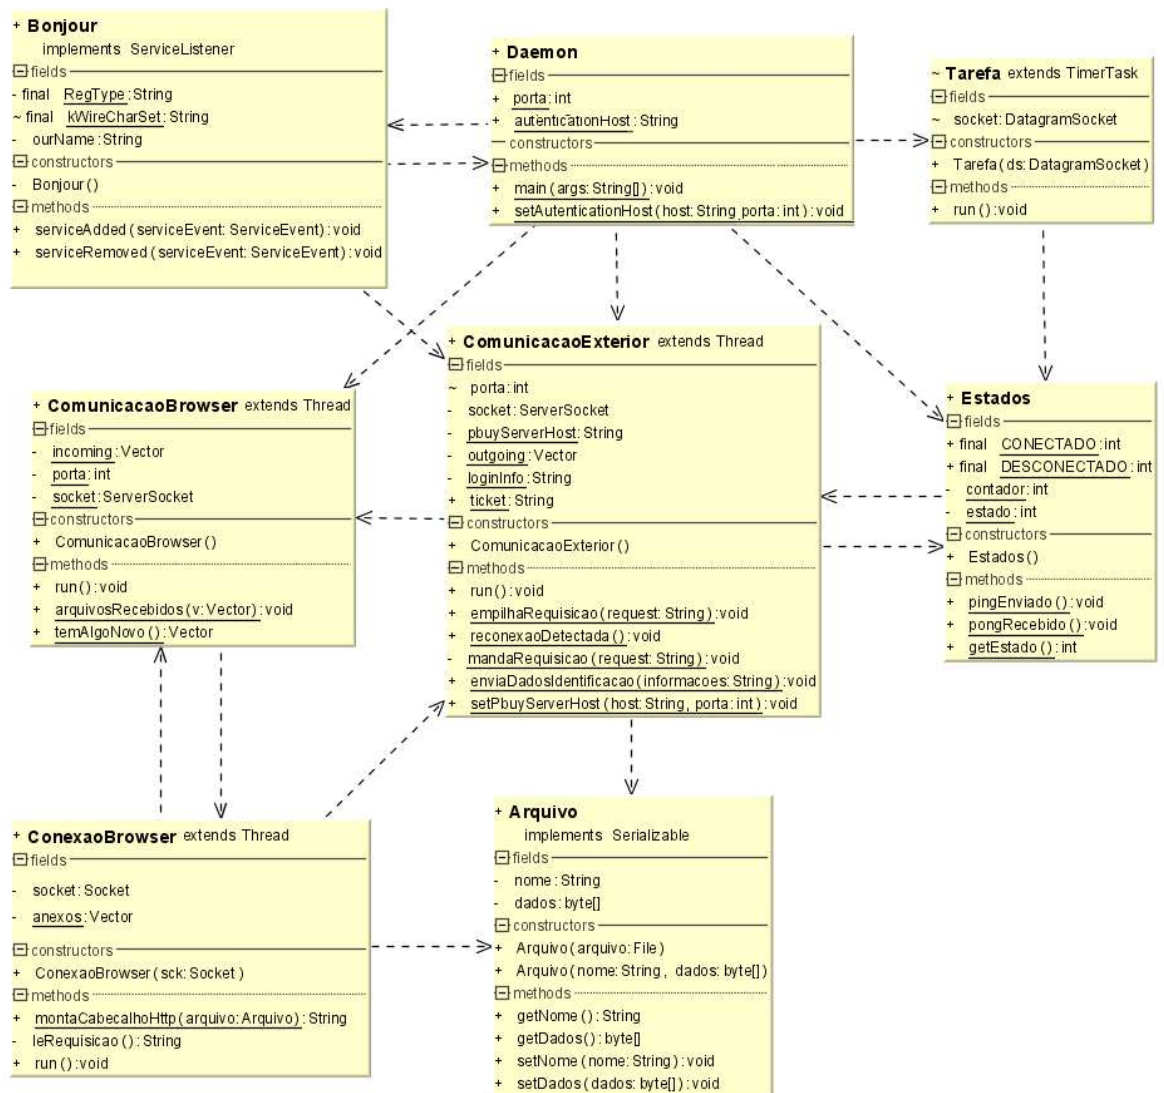 + Bonjour
implements ServiceListener
fields
- final RegType:String
~ final kWireCharSet:String
- ourName:String
constructors
- Bonjour()
methods
+ serviceAdded(serviceEvent:ServiceEvent):void
+ serviceRemoved(serviceEvent:ServiceEvent):void
+ Daemon
fields
+ porta:int
+ autenticationHost:String
constructors
methods
+ main(args:String[]):void
+ setAutenticationHost(host:String,porta:int):void
~ Tarefa extends TimerTask
fields
~ socket:DatagramSocket
constructors
+ Tarefa(ds:DatagramSocket)
methods
+ run():void
+ ComunicacaoBrowser extends Thread
fields
- incoming:Vector
- porta:int
- socket:ServerSocket
constructors
+ ComunicacaoBrowser()
methods
+ run():void
+ arquivosRecebidos(v:Vector):void
+ temAlgoNovo():Vector
+ ComunicacaoExterior extends Thread
fields
~ porta:int
- socket:ServerSocket
- pbuyServerHost:String
- outgoing:Vector
- loginInfo:String
+ ticket:String
constructors
+ ComunicacaoExterior()
methods
+ run():void
+ empilhaRequisicao(request:String):void
+ reconexaoDetectada():void
- mandaRequisicao(request:String):void
+ enviaDadosIdentificacao(informacoes:String):void
+ setPbuyServerHost(host:String, porta:int):void
+ Estados
fields
+ final CONECTADO:int
+ final DESCONECTADO:int
- contador:int
- estado:int
constructors
+ Estados()
methods
+ pingEnviado():void
+ pongRecebido():void
+ getEstado():int
+ ConexaoBrowser extends Thread
fields
- socket:Socket
- anexos:Vector
constructors
+ ConexaoBrowser(sck:Socket)
methods
+ montaCabecalhoHttp(arquivo:Arquivo):String
- leRequisicao():String
+ run():void
+ Arquivo
implements Serializable
fields
- nome:String
- dados:byte[]
constructors
+ Arquivo(arquivo:File)
+ Arquivo(nome:String, dados:byte[])
methods
+ getNome():String
+ getDados():byte[]
+ setNome(nome:String):void
+ setDados(dados:byte[]):void